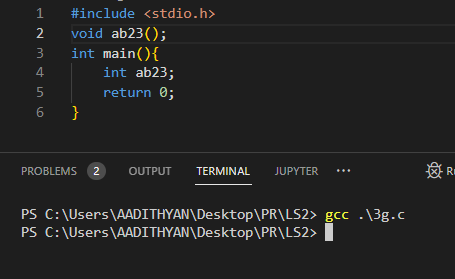 1 #include <stdio.h>
2 void ab23();
3 int main(){
4 int ab23;
5 return 0;
6 }
PROBLEMS 2 OUTPUT TERMINAL JUPYTER ··· Run
PS C:\Users\AADITHYAN\Desktop\PR\LS2> gcc .\3g.c
PS C:\Users\AADITHYAN\Desktop\PR\LS2>